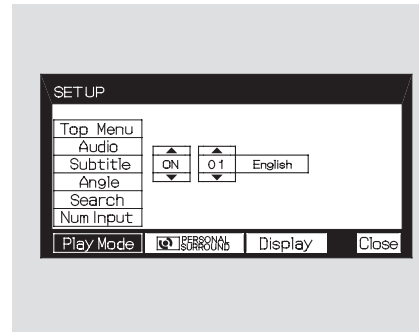 SETUP
Top Menu
Audio
Subtitle ON 01 English
Angle
Search
Num Input
Play Mode PERSONAL SURROUND Display Close